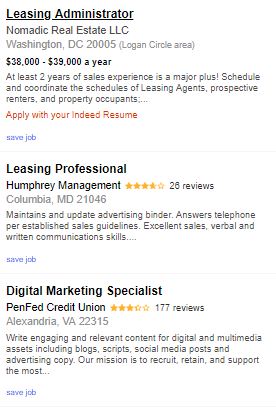 Leasing Administrator
Nomadic Real Estate LLC
Washington, DC 20005 (Logan Circle area)
$38,000 - $39,000 a year
At least 2 years of sales experience is a major plus! Schedule
and coordinate the schedules of Leasing Agents, prospective
renters, and property occupants;...
Apply with your Indeed Resume
save job
Leasing Professional
Humphrey Management 26 reviews
Columbia, MD 21046
Maintains and update advertising binder. Answers telephone
per established sales guidelines. Excellent sales, verbal and
written communications skills....
save job
Digital Marketing Specialist
PenFed Credit Union 177 reviews
Alexandria, VA 22315
Write engaging and relevant content for digital and multimedia
assets including blogs, scripts, social media posts and
advertising copy. Our mission is to recruit, retain, and support
the most...
save job